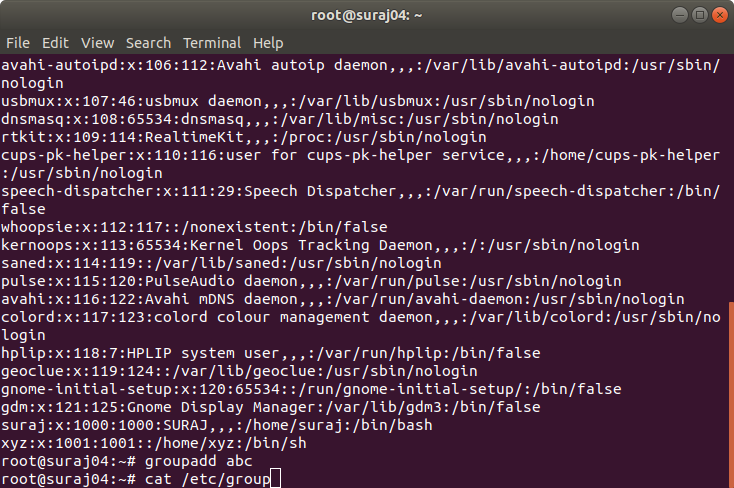 root@suraj04: ~
File Edit View Search Terminal Help
avahi-autoipd:x:106:112:Avahi autoip daemon,,,:/var/lib/avahi-autoipd:/usr/sbin/
nologin
usbmux:x:107:46:usbmux daemon,,,:/var/lib/usbmux:/usr/sbin/nologin
dnsmasq:x:108:65534:dnsmasq,,,:/var/lib/misc:/usr/sbin/nologin
rtkit:x:109:114:RealtimeKit,,,:/proc:/usr/sbin/nologin
cups-pk-helper:x:110:116:user for cups-pk-helper service,,,:/home/cups-pk-helper
:/usr/sbin/nologin
speech-dispatcher:x:111:29:Speech Dispatcher,,,:/var/run/speech-dispatcher:/bin/
false
whoopsie:x:112:117::/nonexistent:/bin/false
kernoops:x:113:65534:Kernel Oops Tracking Daemon,,,:/:/usr/sbin/nologin
saned:x:114:119::/var/lib/saned:/usr/sbin/nologin
pulse:x:115:120:PulseAudio daemon,,,:/var/run/pulse:/usr/sbin/nologin
avahi:x:116:122:Avahi mDNS daemon,,,:/var/run/avahi-daemon:/usr/sbin/nologin
colord:x:117:123:colord colour management daemon,,,:/var/lib/colord:/usr/sbin/no
login
hplip:x:118:7:HPLIP system user,,,:/var/run/hplip:/bin/false
geoclue:x:119:124::/var/lib/geoclue:/usr/sbin/nologin
gnome-initial-setup:x:120:65534::/run/gnome-initial-setup/:/bin/false
gdm:x:121:125:Gnome Display Manager:/var/lib/gdm3:/bin/false
suraj:x:1000:1000:SURAJ,,,:/home/suraj:/bin/bash
xyz:x:1001:1001::/home/xyz:/bin/sh
root@suraj04:~# groupadd abc
root@suraj04:~# cat /etc/group